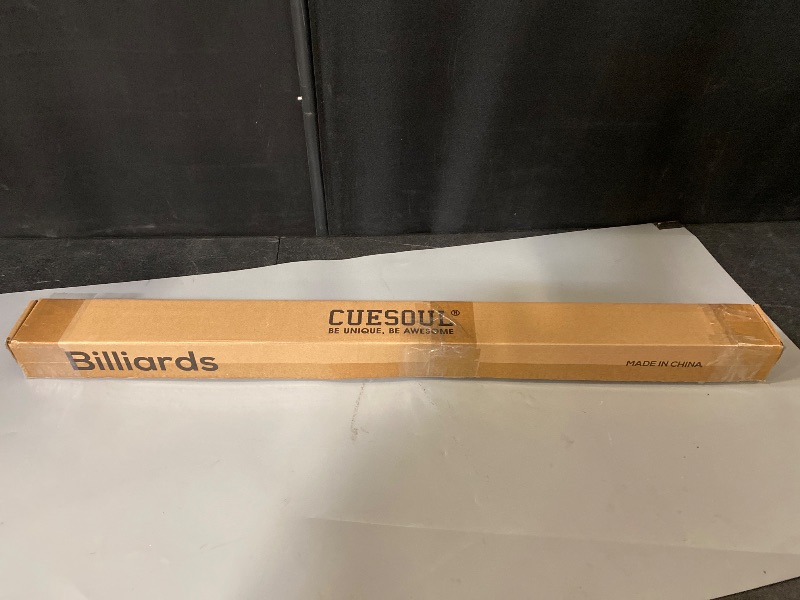 CUESOUL®
BE UNIQUE, BE AWESOME
Billiards
MADE IN CHINA